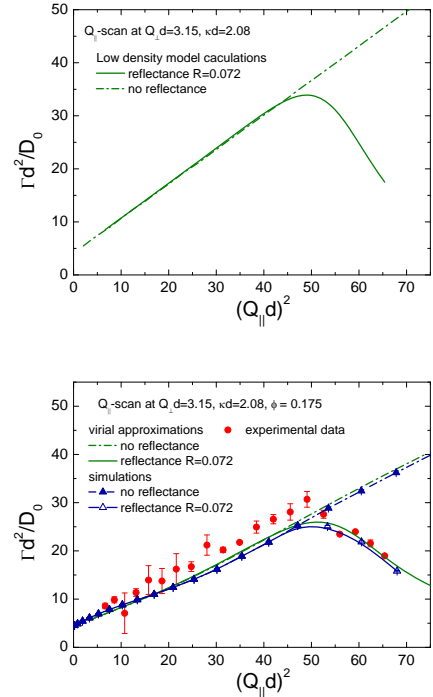 Q||-scan at Q⊥d=3.15, κd=2.08
Low density model caculations
reflectance R=0.072
no reflectance
Γd²/D₀
50
40
30
20
10
0
0 10 20 30 40 50 60 70
(Q||d)²
Q||-scan at Q⊥d=3.15, κd=2.08, ϕ = 0.175
virial approximations
experimental data
no reflectance
reflectance R=0.072
simulations
no reflectance
reflectance R=0.072
Γd²/D₀
50
40
30
20
10
0
0 10 20 30 40 50 60 70
(Q||d)²